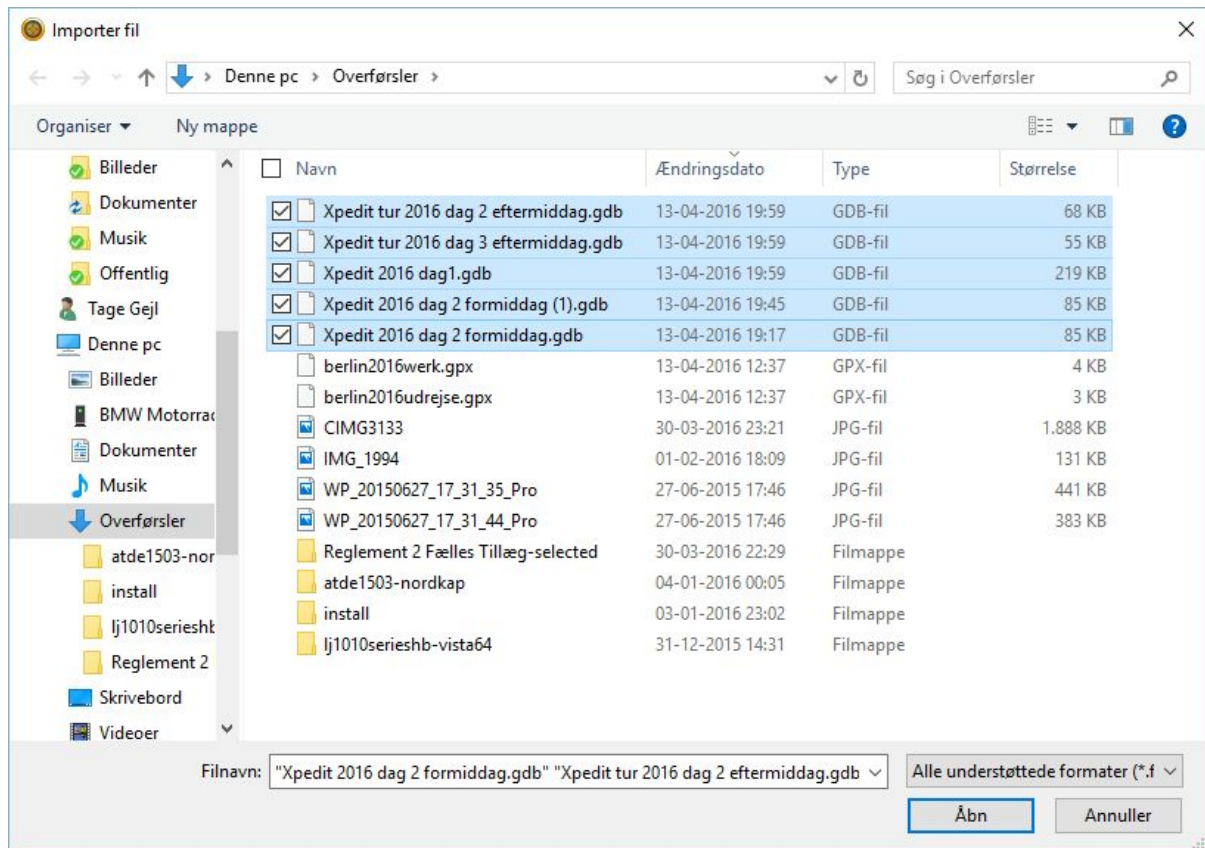 Importer fil
Denne pc > Overførsler >
Søg i Overførsler
Organiser
Ny mappe
Billeder
Dokumenter
Musik
Offentlig
Tage Gejl
Denne pc
Billeder
BMW Motorrad
Dokumenter
Musik
Overførsler
atde1503-nor
install
lj1010serieshb
Reglement 2
Skrivebord
Videoer
Navn Ændringsdato Type Størrelse
Xpedit tur 2016 dag 2 eftermiddag.gdb 13-04-2016 19:59 GDB-fil 68 KB
Xpedit tur 2016 dag 3 eftermiddag.gdb 13-04-2016 19:59 GDB-fil 55 KB
Xpedit 2016 dag1.gdb 13-04-2016 19:59 GDB-fil 219 KB
Xpedit 2016 dag 2 formiddag (1).gdb 13-04-2016 19:45 GDB-fil 85 KB
Xpedit 2016 dag 2 formiddag.gdb 13-04-2016 19:17 GDB-fil 85 KB
berlin2016werk.gpx 13-04-2016 12:37 GPX-fil 4 KB
berlin2016udrejse.gpx 13-04-2016 12:37 GPX-fil 3 KB
CIMG3133 30-03-2016 23:21 JPG-fil 1.888 KB
IMG_1994 01-02-2016 18:09 JPG-fil 131 KB
WP_20150627_17_31_35_Pro 27-06-2015 17:46 JPG-fil 441 KB
WP_20150627_17_31_44_Pro 27-06-2015 17:46 JPG-fil 383 KB
Reglement 2 Fælles Tillæg-selected 30-03-2016 22:29 Filmappe
atde1503-nordkap 04-01-2016 00:05 Filmappe
install 03-01-2016 23:02 Filmappe
lj1010serieshb-vista64 31-12-2015 14:31 Filmappe
Filnavn: "Xpedit 2016 dag 2 formiddag.gdb" "Xpedit tur 2016 dag 2 eftermiddag.gdb
Alle understøttede formater (*.f
Åbn
Annuller